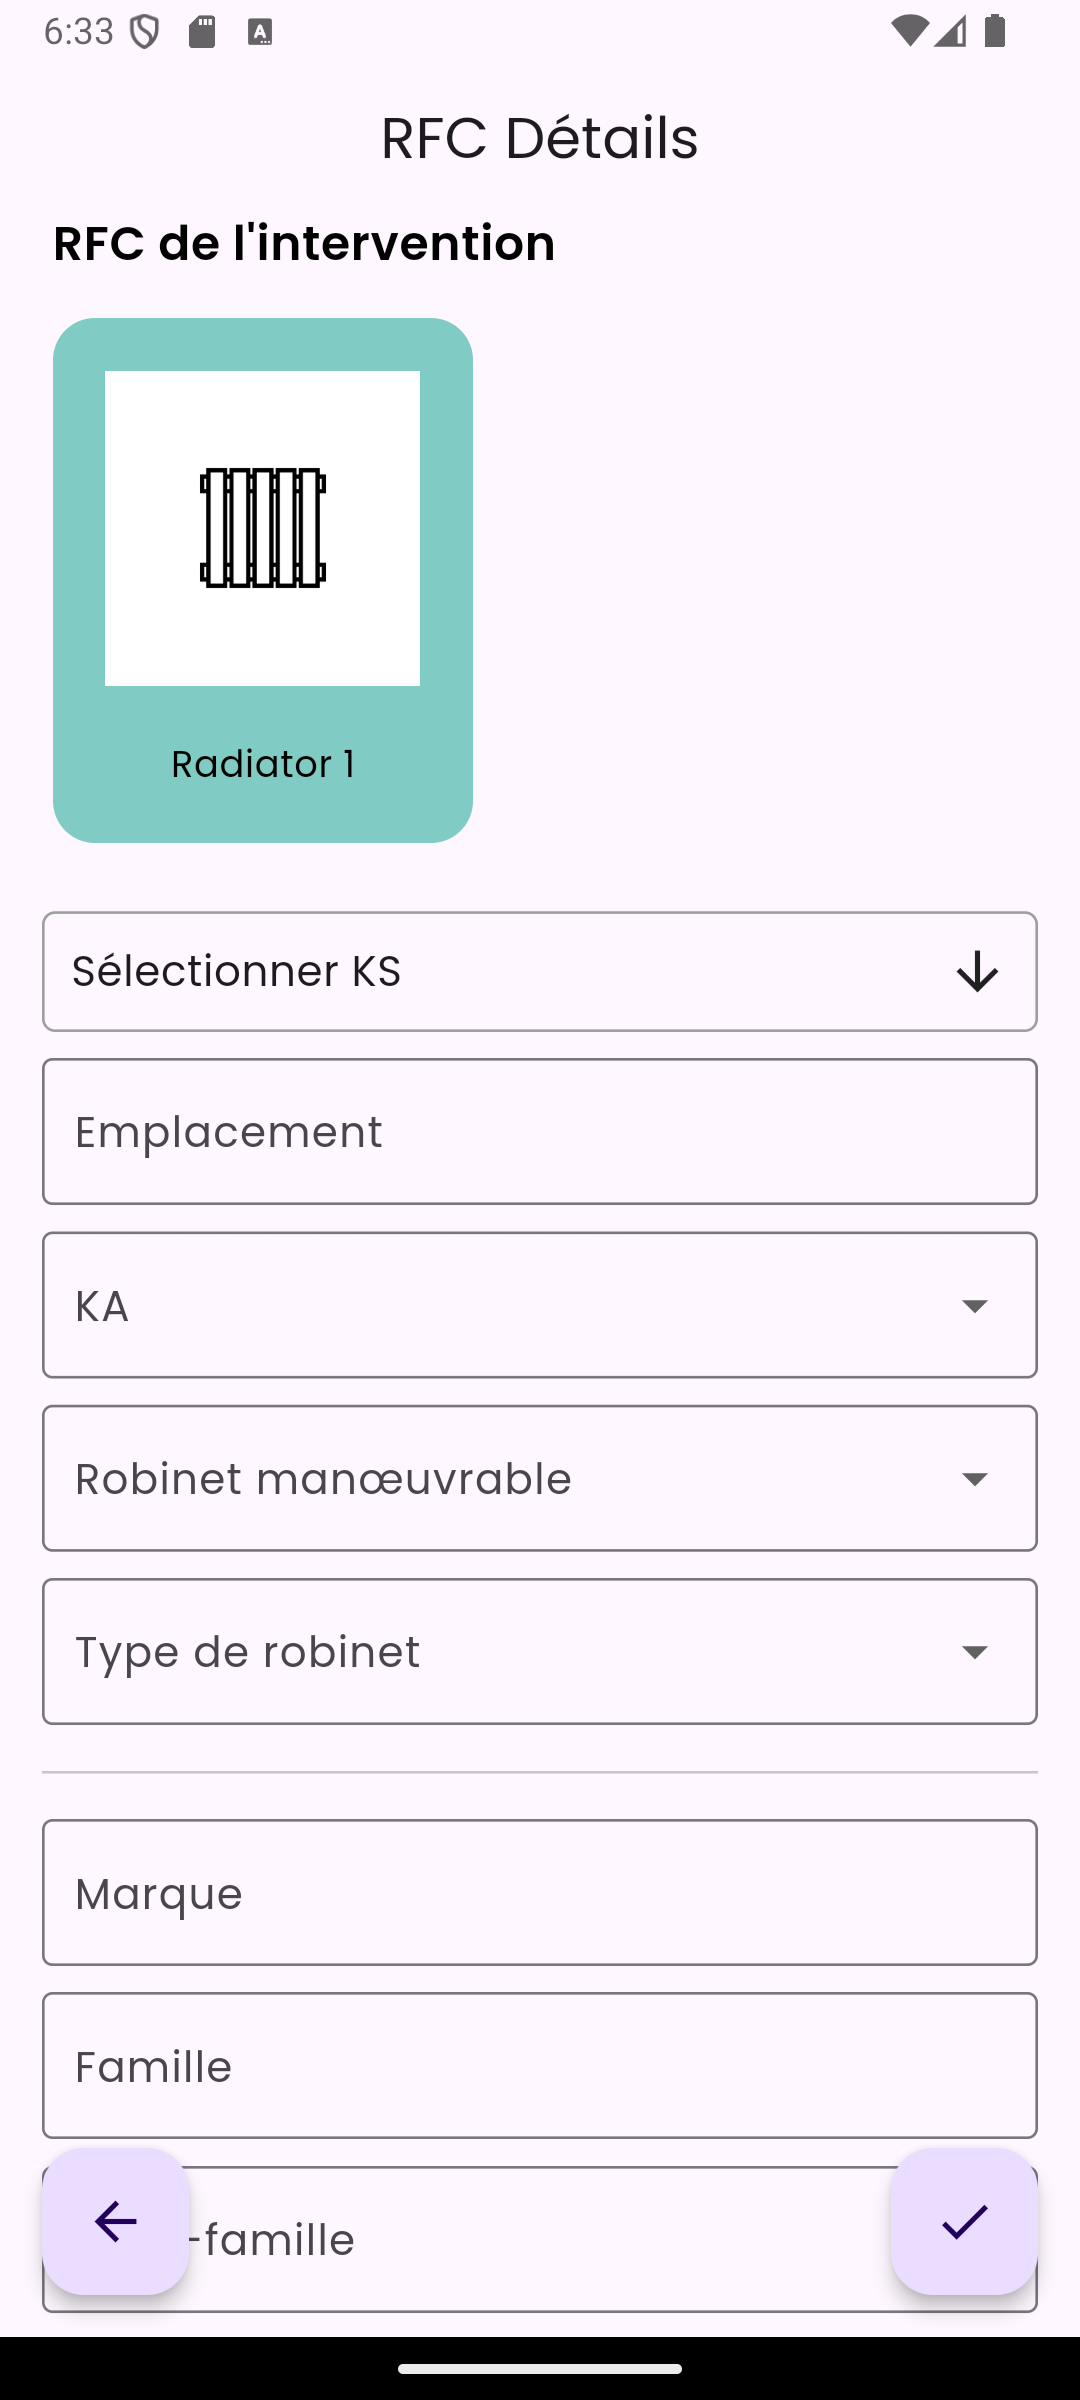 6:33
RFC Détails
RFC de l'intervention
Radiator 1
Sélectionner KS
Emplacement
KA
Robinet manœuvrable
Type de robinet
Marque
Famille
-famille